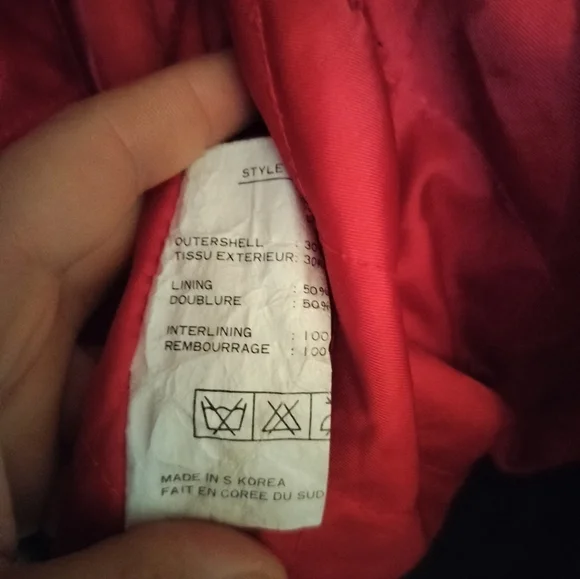 STYLE
OUTERSHELL : 30
TISSU EXTERIEUR: 30%
LINING : 50%
DOUBLURE : 50%
INTERLINING : 100
REMBOURRAGE : 100
MADE IN S KOREA
FAIT EN COREE DU SUD